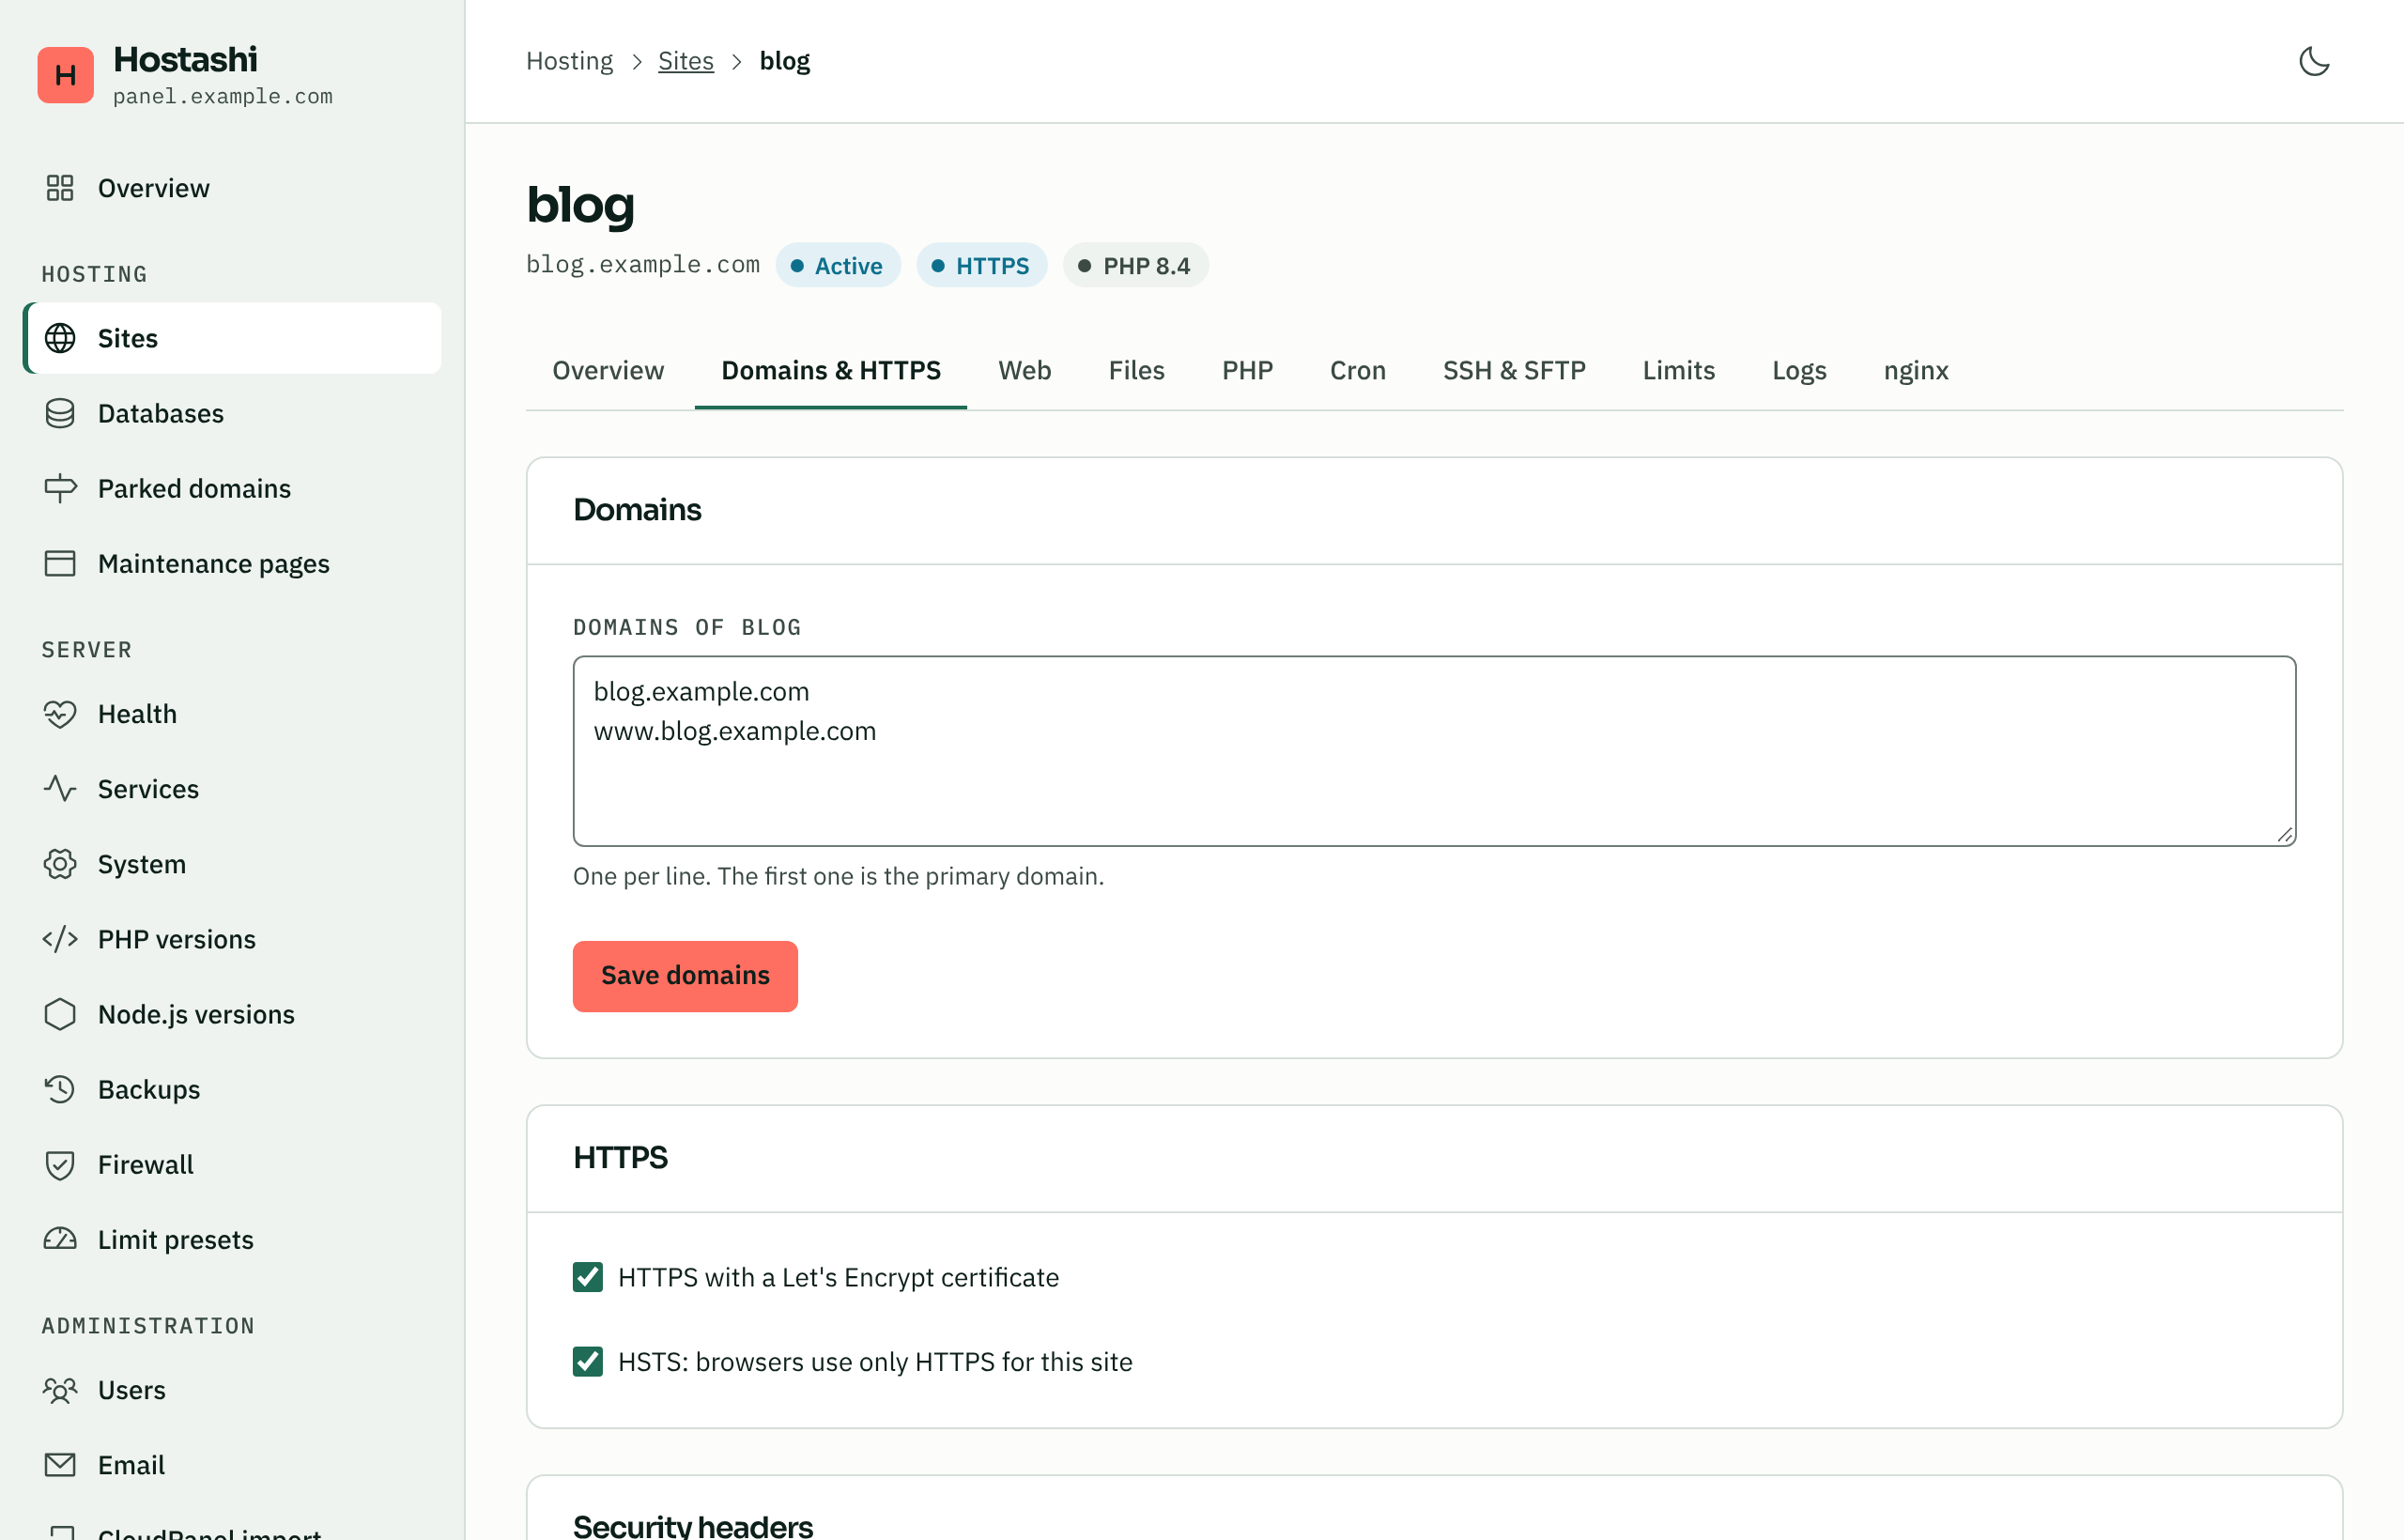 H
Hostashi
panel.example.com
Overview
HOSTING
Sites
Databases
Parked domains
Maintenance pages
SERVER
Health
Services
System
PHP versions
Node.js versions
Backups
Firewall
Limit presets
ADMINISTRATION
Users
Email
CloudPanel import
Hosting > Sites > blog
blog
blog.example.com Active HTTPS PHP 8.4
Overview Domains & HTTPS Web Files PHP Cron SSH & SFTP Limits Logs nginx
Domains
DOMAINS OF BLOG
blog.example.com
www.blog.example.com
One per line. The first one is the primary domain.
Save domains
HTTPS
HTTPS with a Let's Encrypt certificate
HSTS: browsers use only HTTPS for this site
Security headers